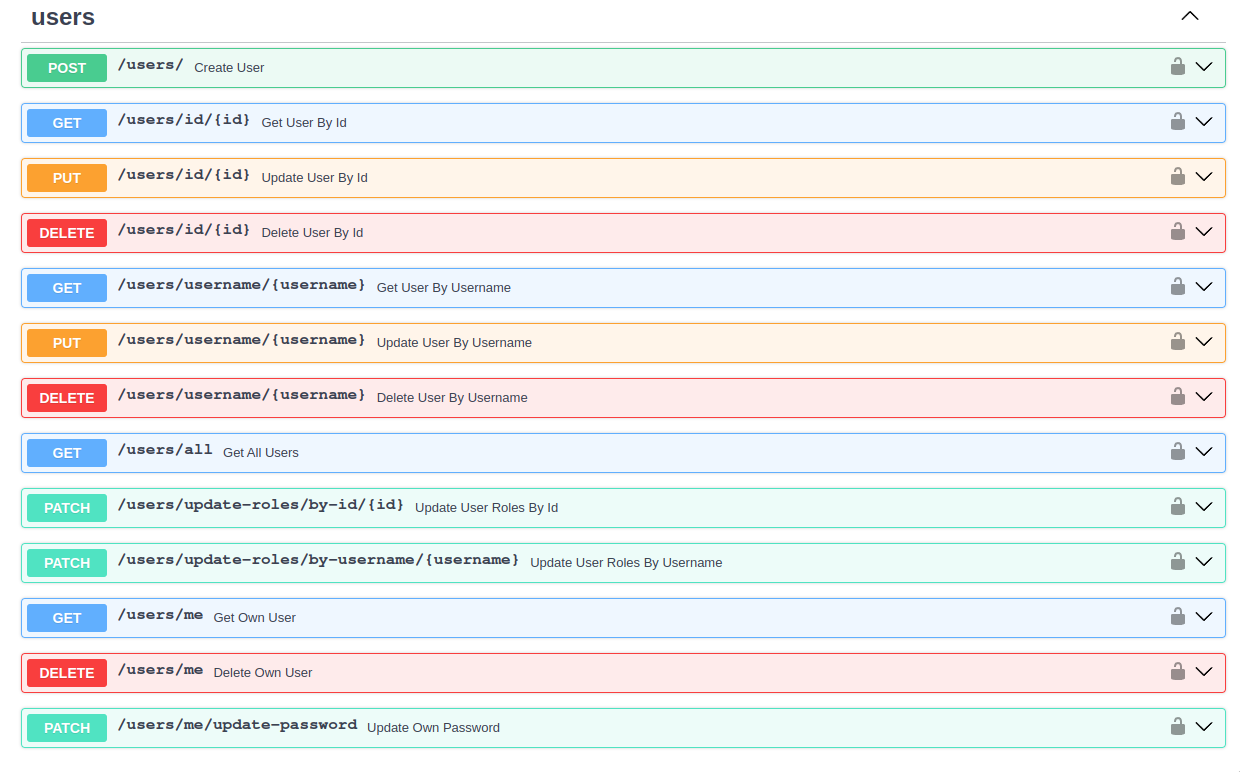 users
POST /users/ Create User
GET /users/id/{id} Get User By Id
PUT /users/id/{id} Update User By Id
DELETE /users/id/{id} Delete User By Id
GET /users/username/{username} Get User By Username
PUT /users/username/{username} Update User By Username
DELETE /users/username/{username} Delete User By Username
GET /users/all Get All Users
PATCH /users/update-roles/by-id/{id} Update User Roles By Id
PATCH /users/update-roles/by-username/{username} Update User Roles By Username
GET /users/me Get Own User
DELETE /users/me Delete Own User
PATCH /users/me/update-password Update Own Password